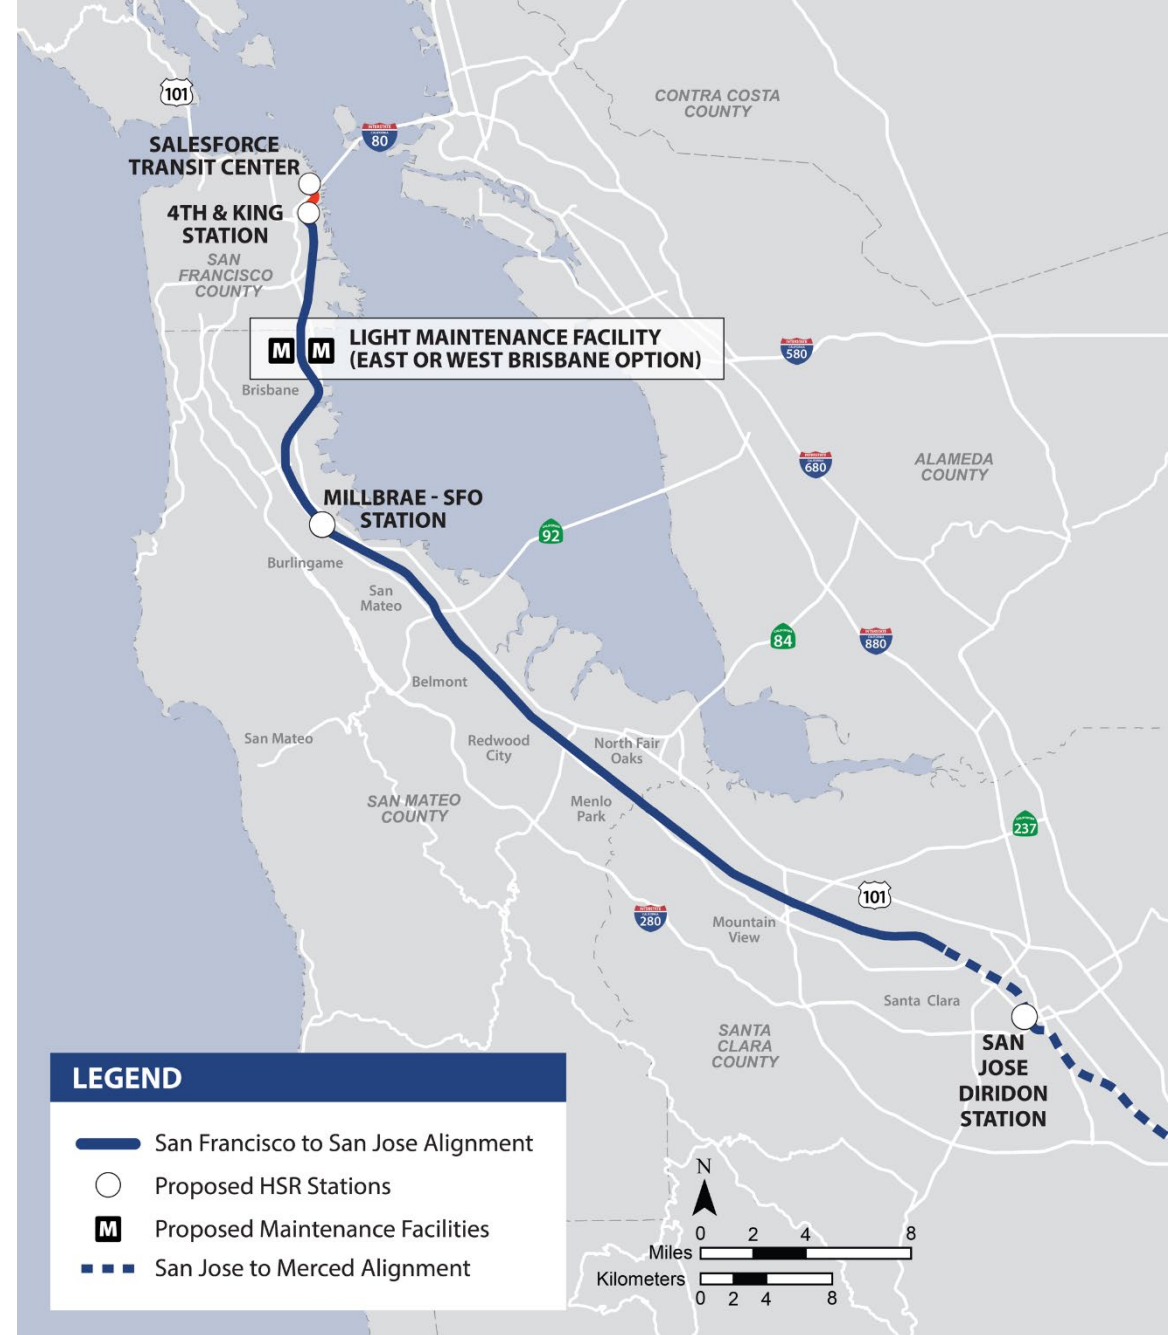 101
CONTRA COSTA
COUNTY
INTERSTATE
CALIFORNIA
80
SALESFORCE
TRANSIT CENTER
4TH & KING
STATION
SAN
FRANCISCO
COUNTY
M M
LIGHT MAINTENANCE FACILITY
(EAST OR WEST BRISBANE OPTION)
580
Brisbane
680
ALAMEDA
COUNTY
MILLBRAE - SFO
STATION
92
Burlingame
San
Mateo
84
880
Belmont
San Mateo
Redwood
City
North Fair
Oaks
SAN MATEO
COUNTY
Menlo
Park
237
101
280
Mountain
View
Santa Clara
SANTA
CLARA
COUNTY
SAN
JOSE
DIRIDON
STATION
LEGEND
San Francisco to San Jose Alignment
Proposed HSR Stations
M Proposed Maintenance Facilities
San Jose to Merced Alignment
N
0 2 4 8
Miles
Kilometers
0 2 4 8